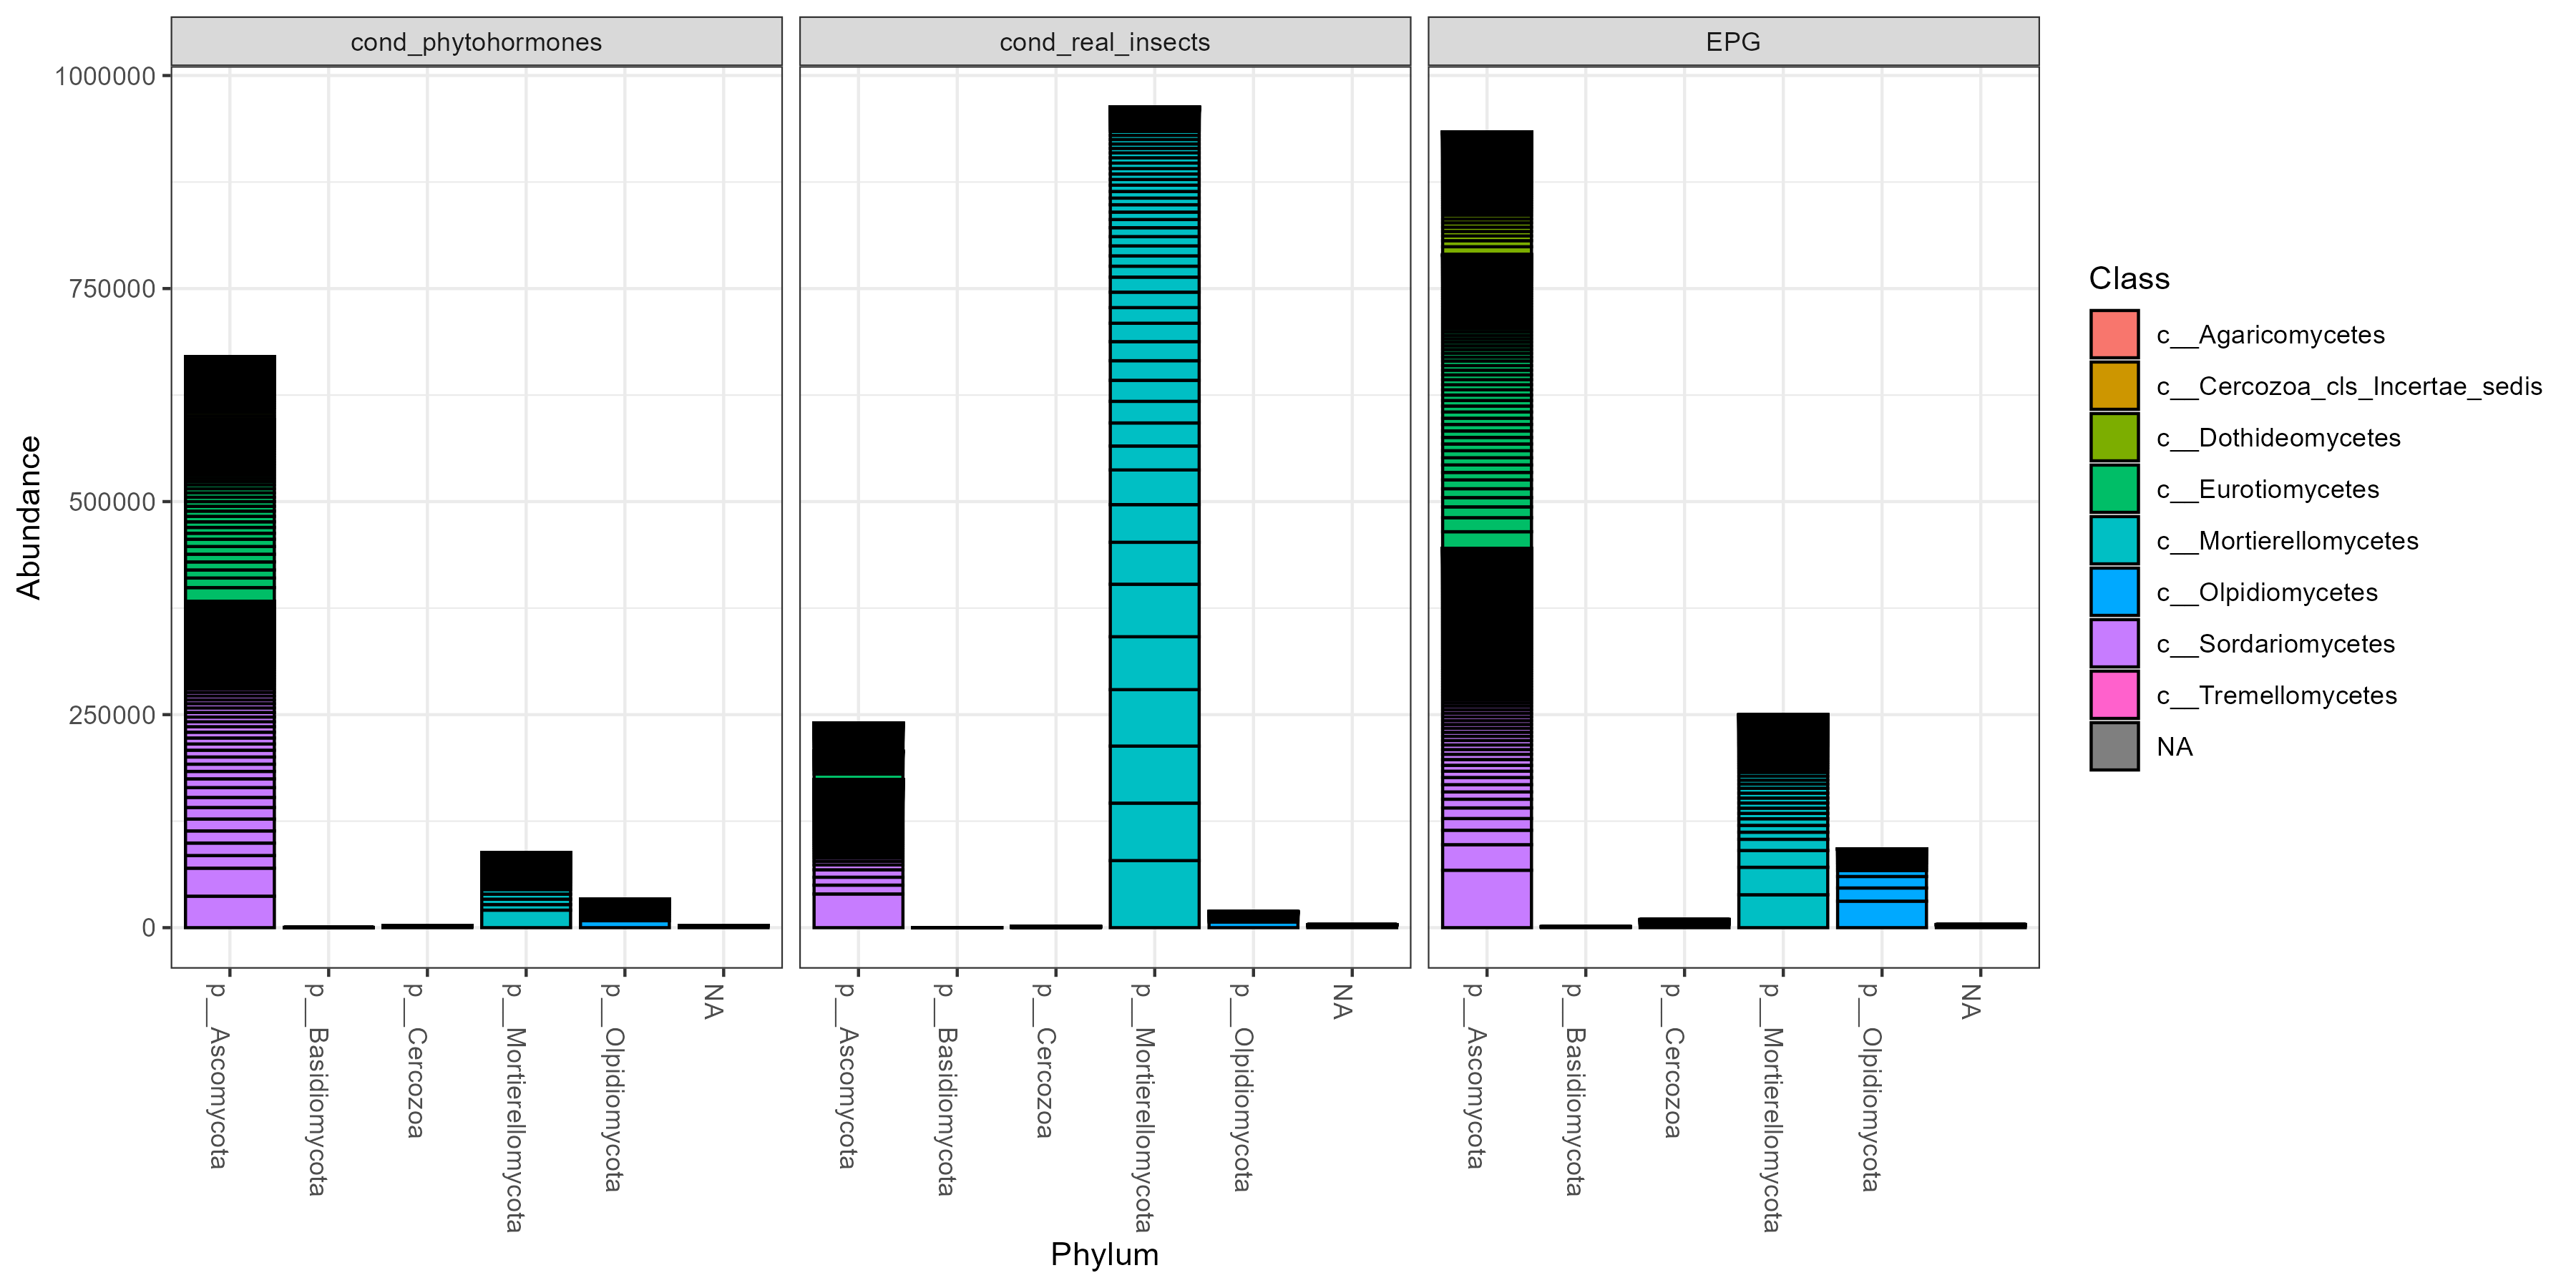 cond_phytohormones
cond_real_insects
EPG
1000000
750000
500000
250000
0
Abundance
p__Ascomycota
p__Basidiomycota
p__Cercozoa
p__Mortierellomycota
p__Olpidiomycota
NA
p__Ascomycota
p__Basidiomycota
p__Cercozoa
p__Mortierellomycota
p__Olpidiomycota
NA
p__Ascomycota
p__Basidiomycota
p__Cercozoa
p__Mortierellomycota
p__Olpidiomycota
NA
Phylum
Class
c__Agaricomycetes
c__Cercozoa_cls_Incertae_sedis
c__Dothideomycetes
c__Eurotiomycetes
c__Mortierellomycetes
c__Olpidiomycetes
c__Sordariomycetes
c__Tremellomycetes
NA